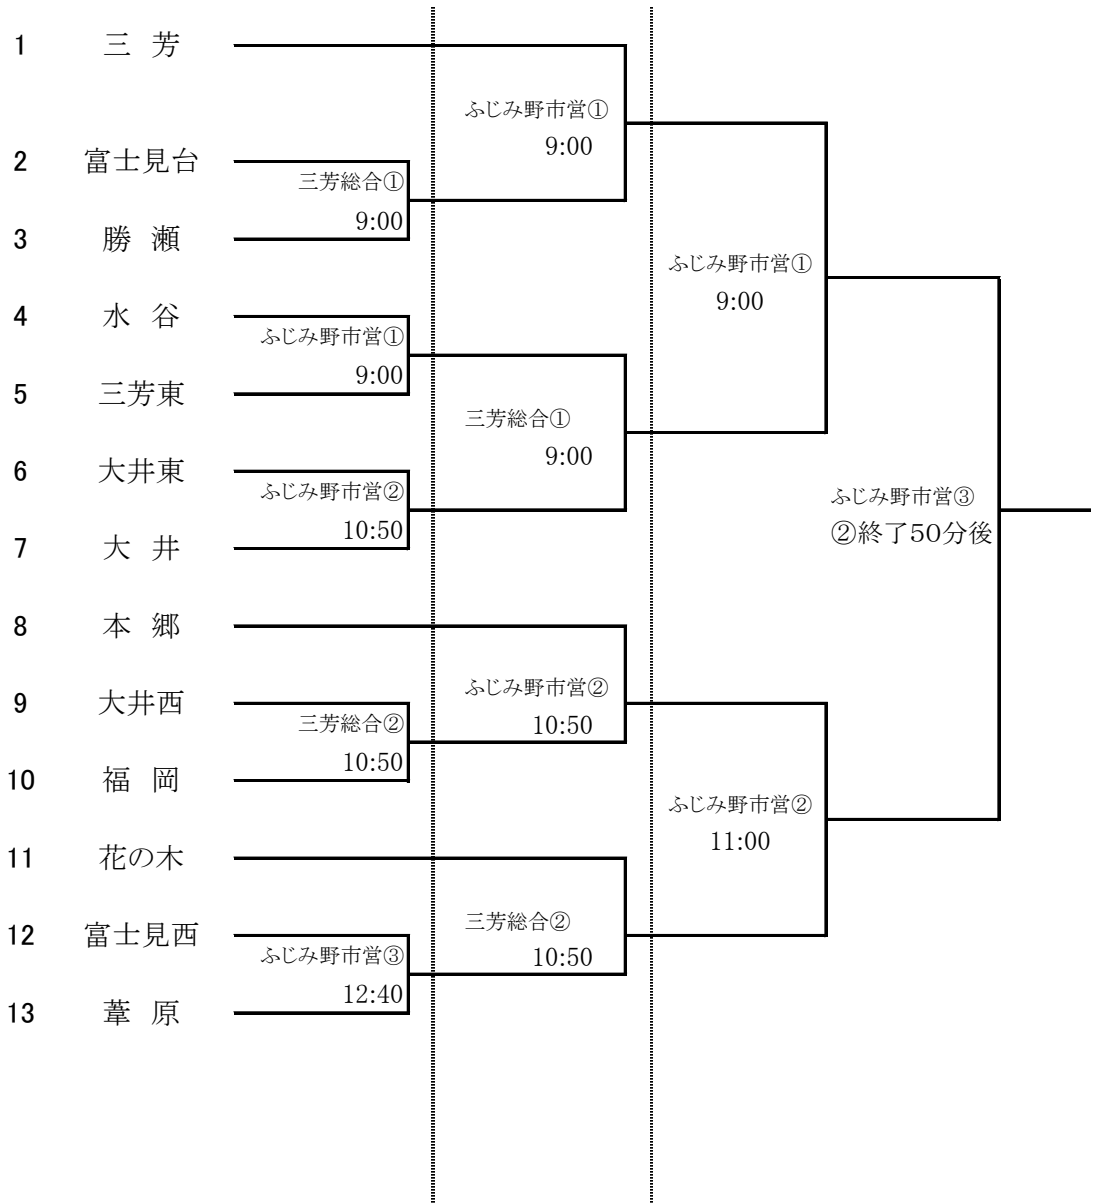 1 三 芳
ふじみ野市営①
9:00
2 富士見台
三芳総合①
9:00
3 勝 瀬
ふじみ野市営①
9:00
4 水 谷
ふじみ野市営①
9:00
5 三芳東
三芳総合①
9:00
6 大井東
ふじみ野市営②
10:50
7 大 井
ふじみ野市営③
②終了50分後
8 本 郷
ふじみ野市営②
10:50
9 大井西
三芳総合②
10:50
10 福 岡
ふじみ野市営②
11:00
11 花の木
三芳総合②
10:50
12 富士見西
ふじみ野市営③
12:40
13 葦 原